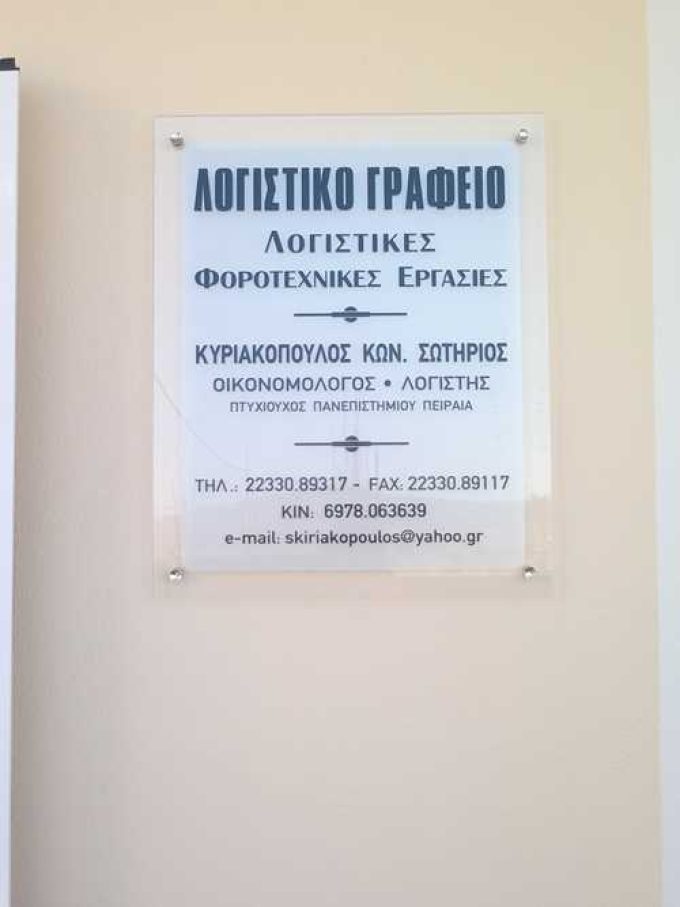 ΛΟΓΙΣΤΙΚΟ ΓΡΑΦΕΙΟ
ΛΟΓΙΣΤΙΚΕΣ
ΦΟΡΟΤΕΧΝΙΚΕΣ ΕΡΓΑΣΙΕΣ
ΚΥΡΙΑΚΟΠΟΥΛΟΣ ΚΩΝ. ΣΩΤΗΡΙΟΣ
ΟΙΚΟΝΟΜΟΛΟΓΟΣ • ΛΟΓΙΣΤΗΣ
ΠΤΥΧΙΟΥΧΟΣ ΠΑΝΕΠΙΣΤΗΜΙΟΥ ΠΕΙΡΑΙΑ
ΤΗΛ.: 22330.89317 - FAX: 22330.89117
ΚΙΝ: 6978.063639
e-mail: skiriakopoulos@yahoo.gr